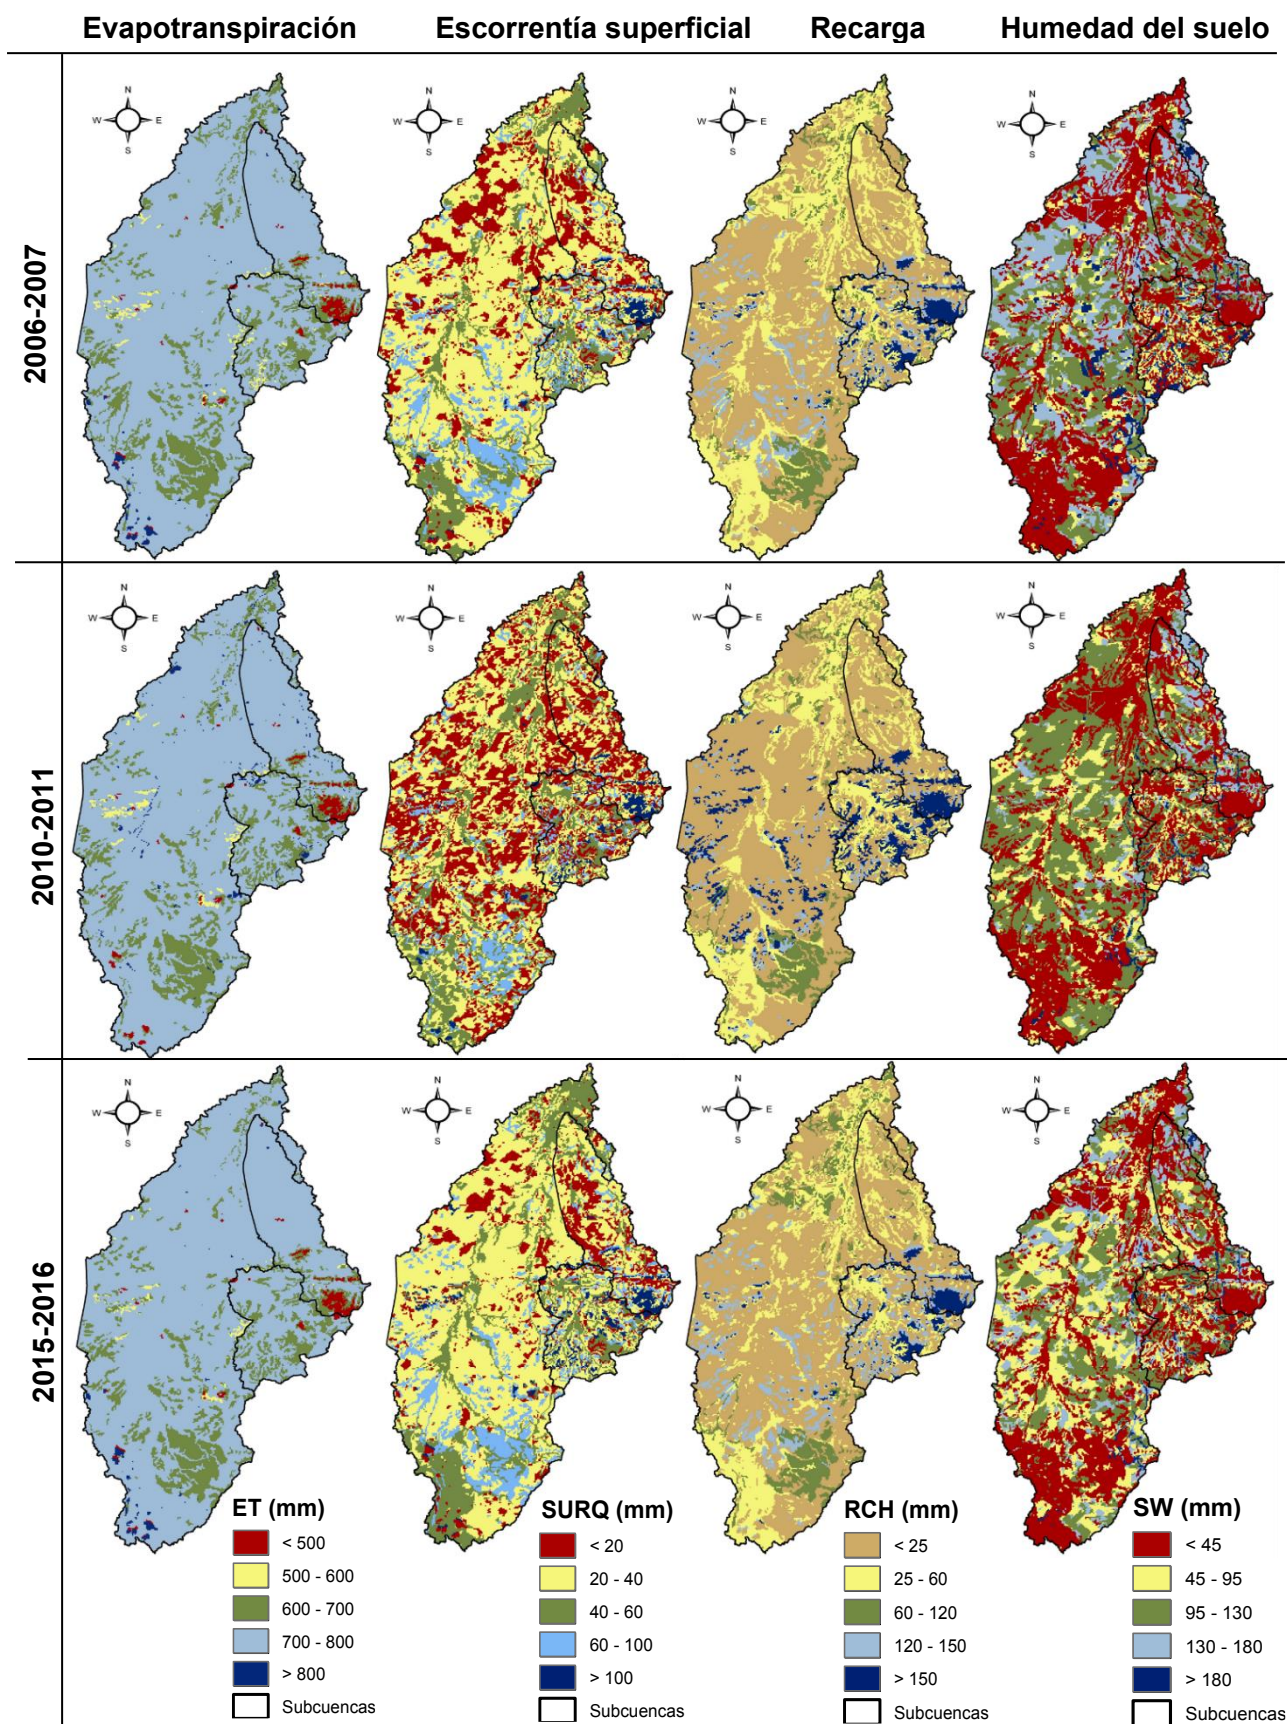 Evapotranspiración Escorrentía superficial Recarga Humedad del suelo
2006-2007
N
W E
S
N
W E
S
N
W E
S
N
W E
S
2010-2011
N
W E
S
N
W E
S
N
W E
S
N
W E
S
2015-2016
N
W E
S
N
W E
S
N
W E
S
N
W E
S
ET (mm)
< 500
500 - 600
600 - 700
700 - 800
> 800
Subcuencas
SURQ (mm)
< 20
20 - 40
40 - 60
60 - 100
> 100
Subcuencas
RCH (mm)
< 25
25 - 60
60 - 120
120 - 150
> 150
Subcuencas
SW (mm)
< 45
45 - 95
95 - 130
130 - 180
> 180
Subcuencas